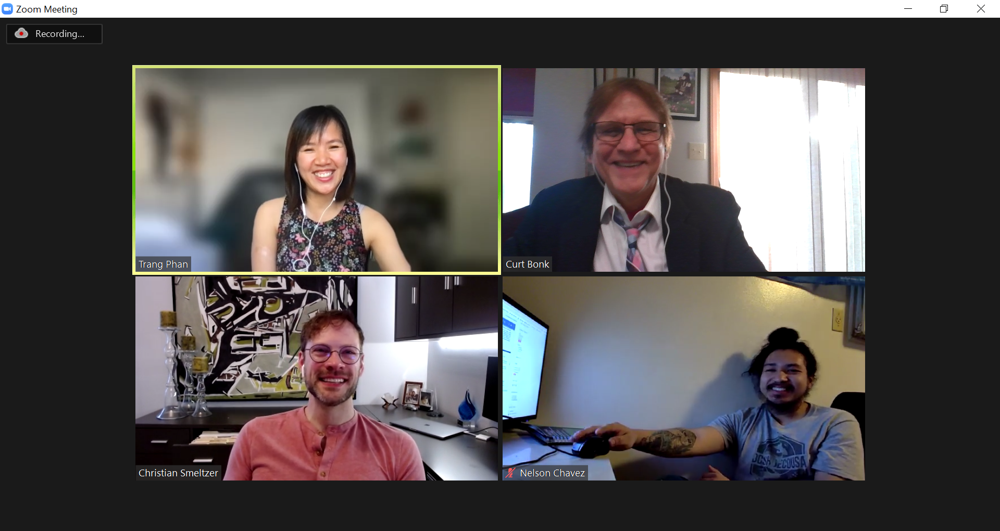 Zoom Meeting
Recording...
Trang Phan
Curt Bonk
Christian Smeltzer
Nelson Chavez